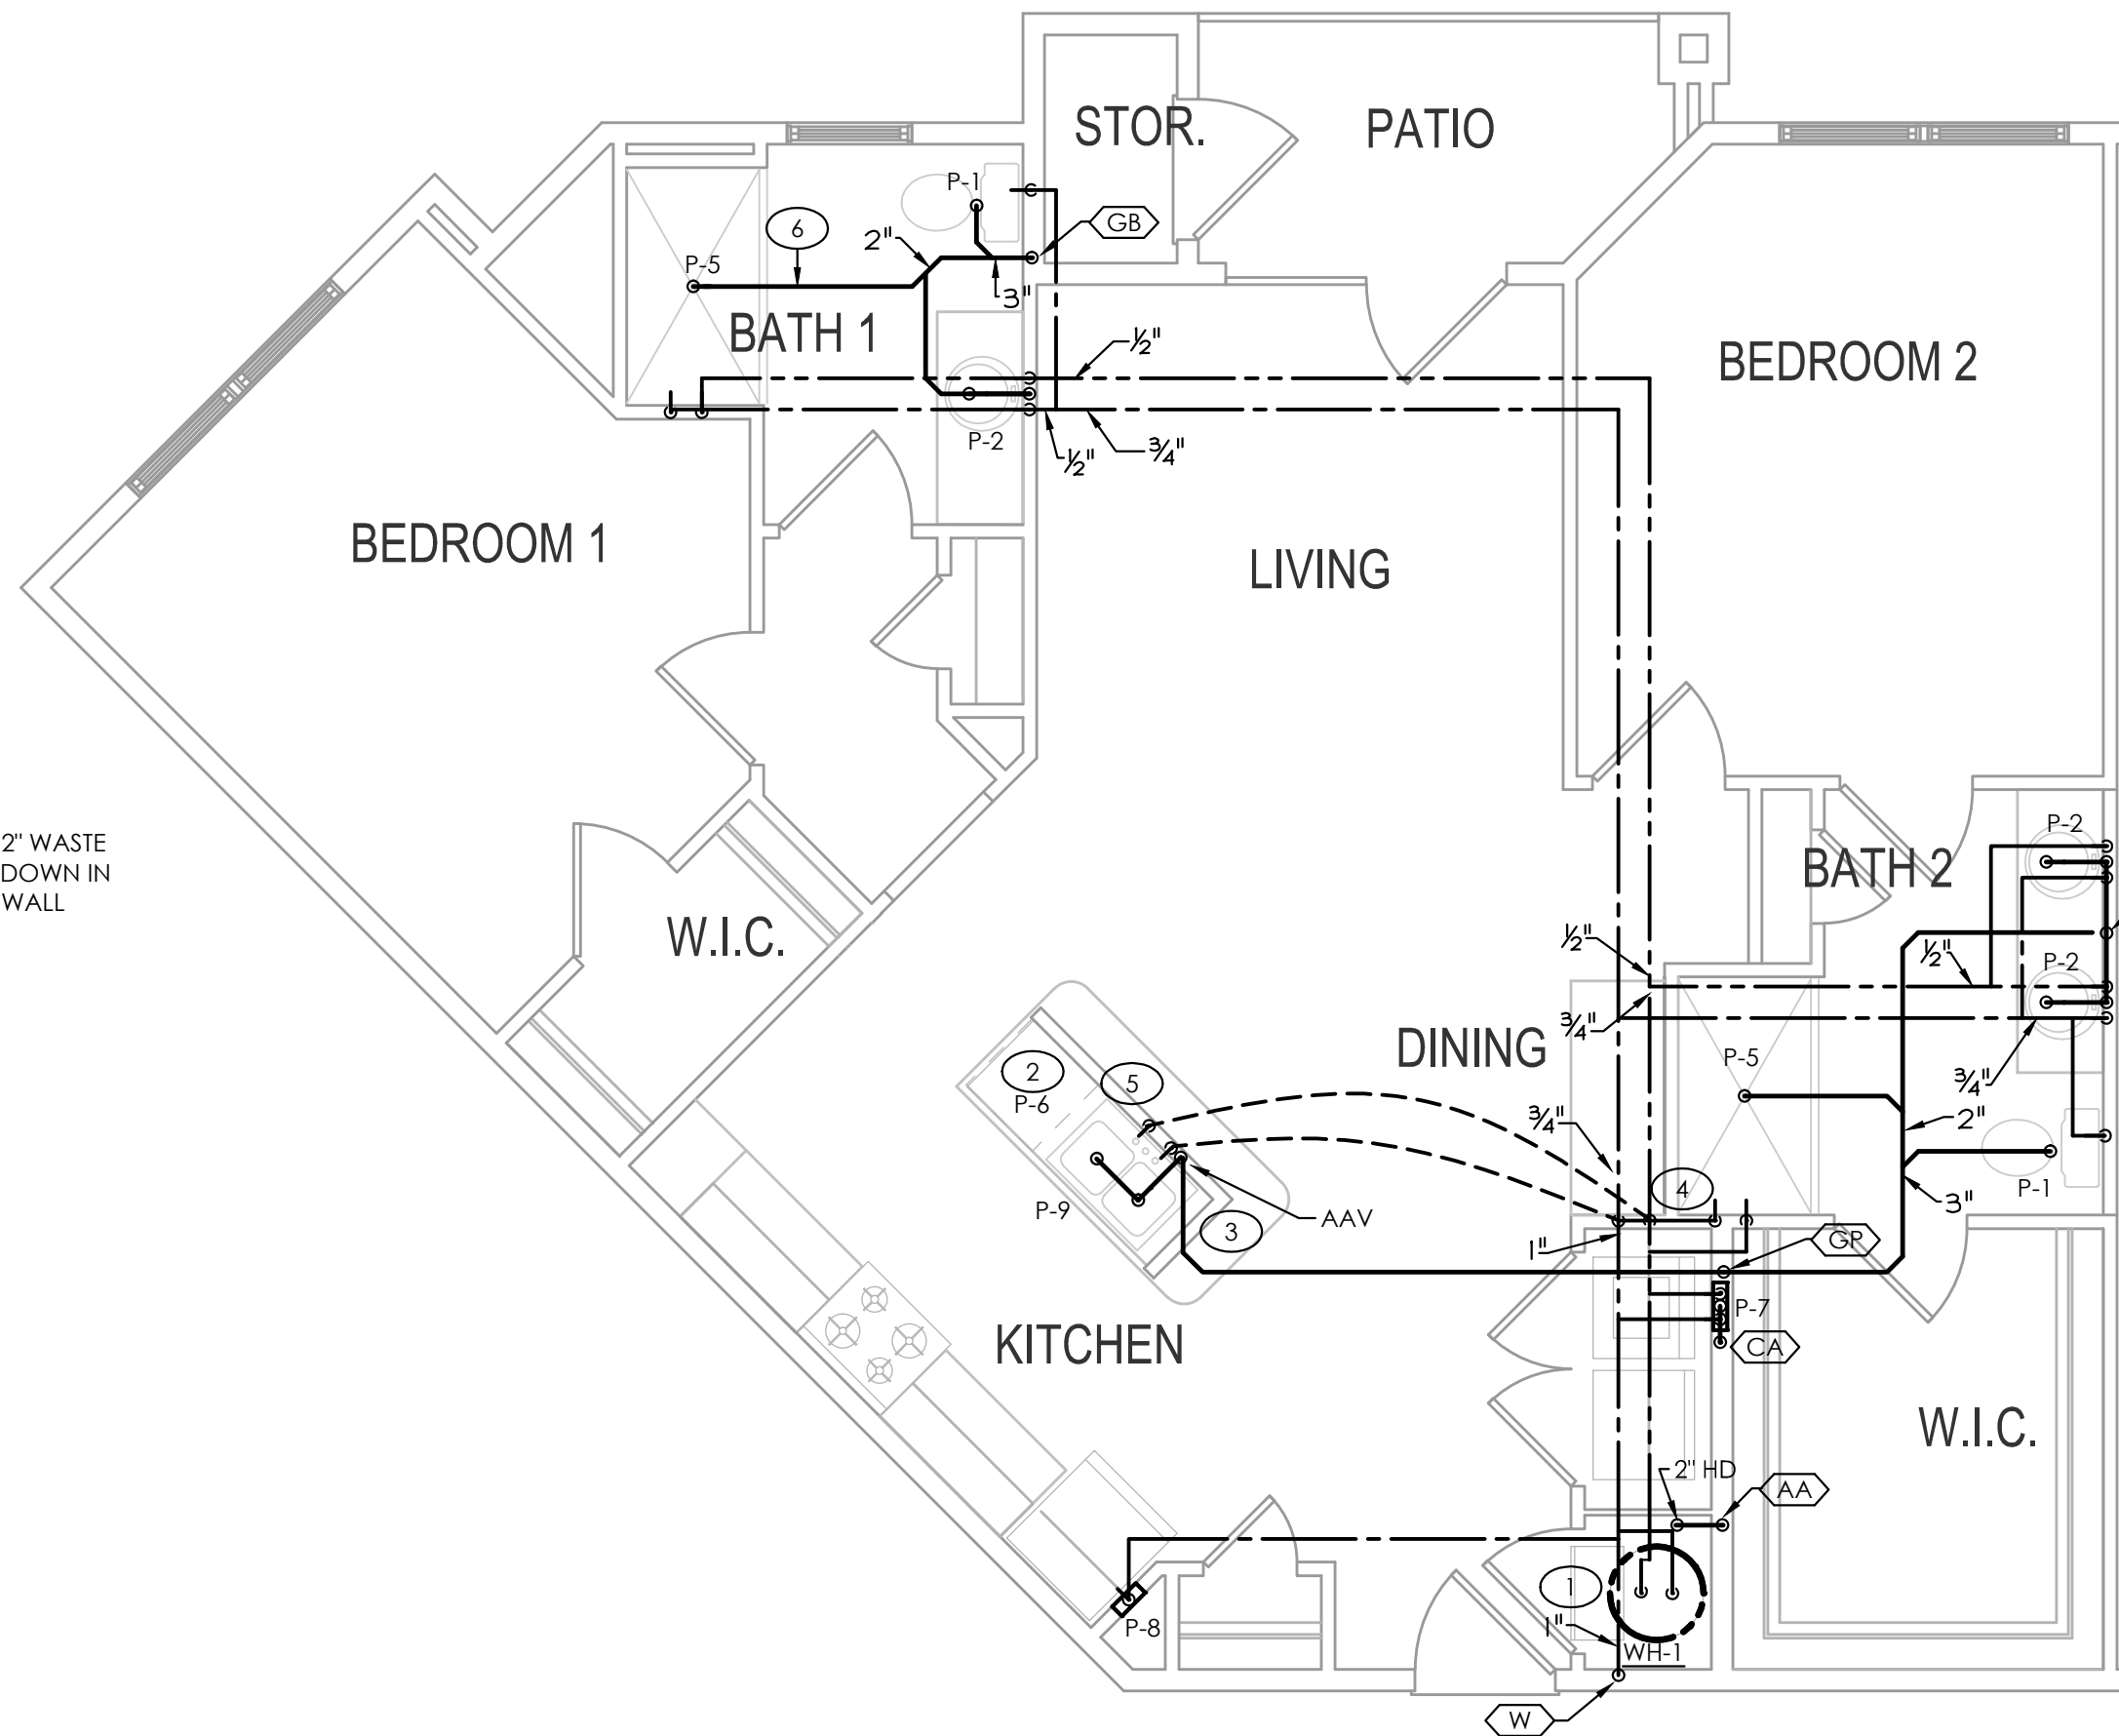 STOR.
PATIO
P-1
6
2"
GB
P-5
3"
BATH 1
½"
BEDROOM 2
P-2
½"
¾"
BEDROOM 1
LIVING
2" WASTE
DOWN IN
WALL
P-2
BATH 2
W.I.C.
½"
½"
P-2
¾"
DINING
P-5
2
5
P-6
¾"
¾"
2"
4
P-1
P-9
3
AAV
3"
1"
GP
P-7
KITCHEN
CA
W.I.C.
2" HD
AA
1
P-8
1"
WH-1
W